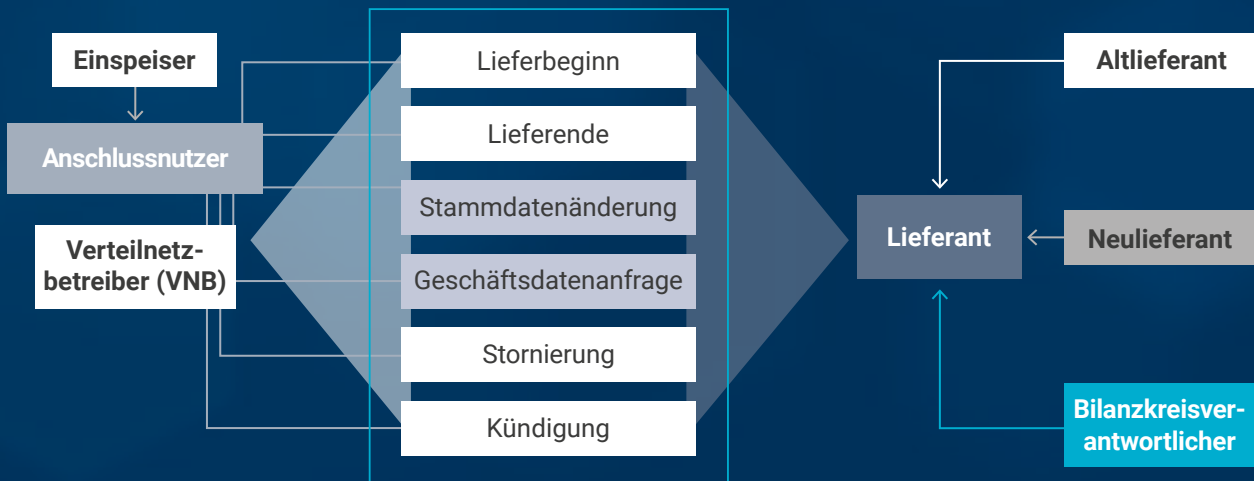 Einspeiser
Anschlussnutzer
Verteilnetz-
betreiber (VNB)
Lieferbeginn
Lieferende
Stammdatenänderung
Geschäftsdatenanfrage
Stornierung
Kündigung
Lieferant
Altlieferant
Neulieferant
Bilanzkreisver-
antwortlicher